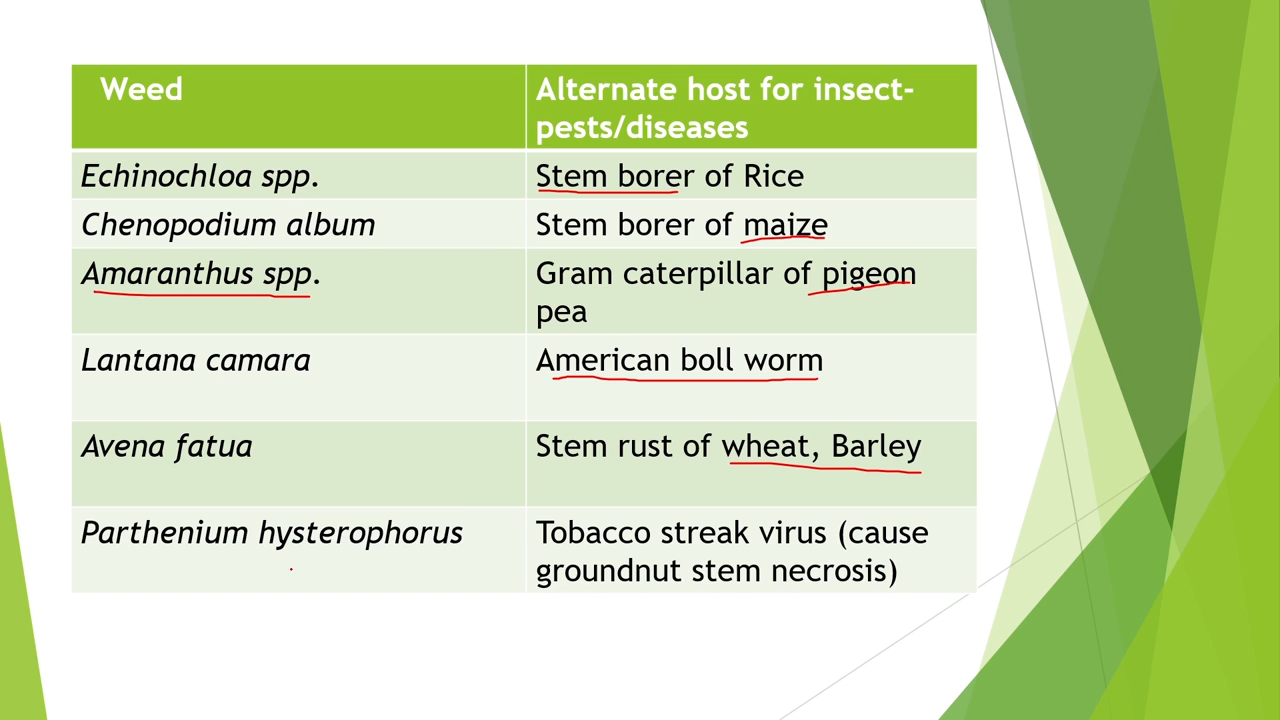 Weed
Alternate host for insect-
pests/diseases
Echinochloa spp.
Stem borer of Rice
Chenopodium album
Stem borer of maize
Amaranthus spp.
Gram caterpillar of pigeon
pea
Lantana camara
American boll worm
Avena fatua
Stem rust of wheat, Barley
Parthenium hysterophorus
Tobacco streak virus (cause
groundnut stem necrosis)